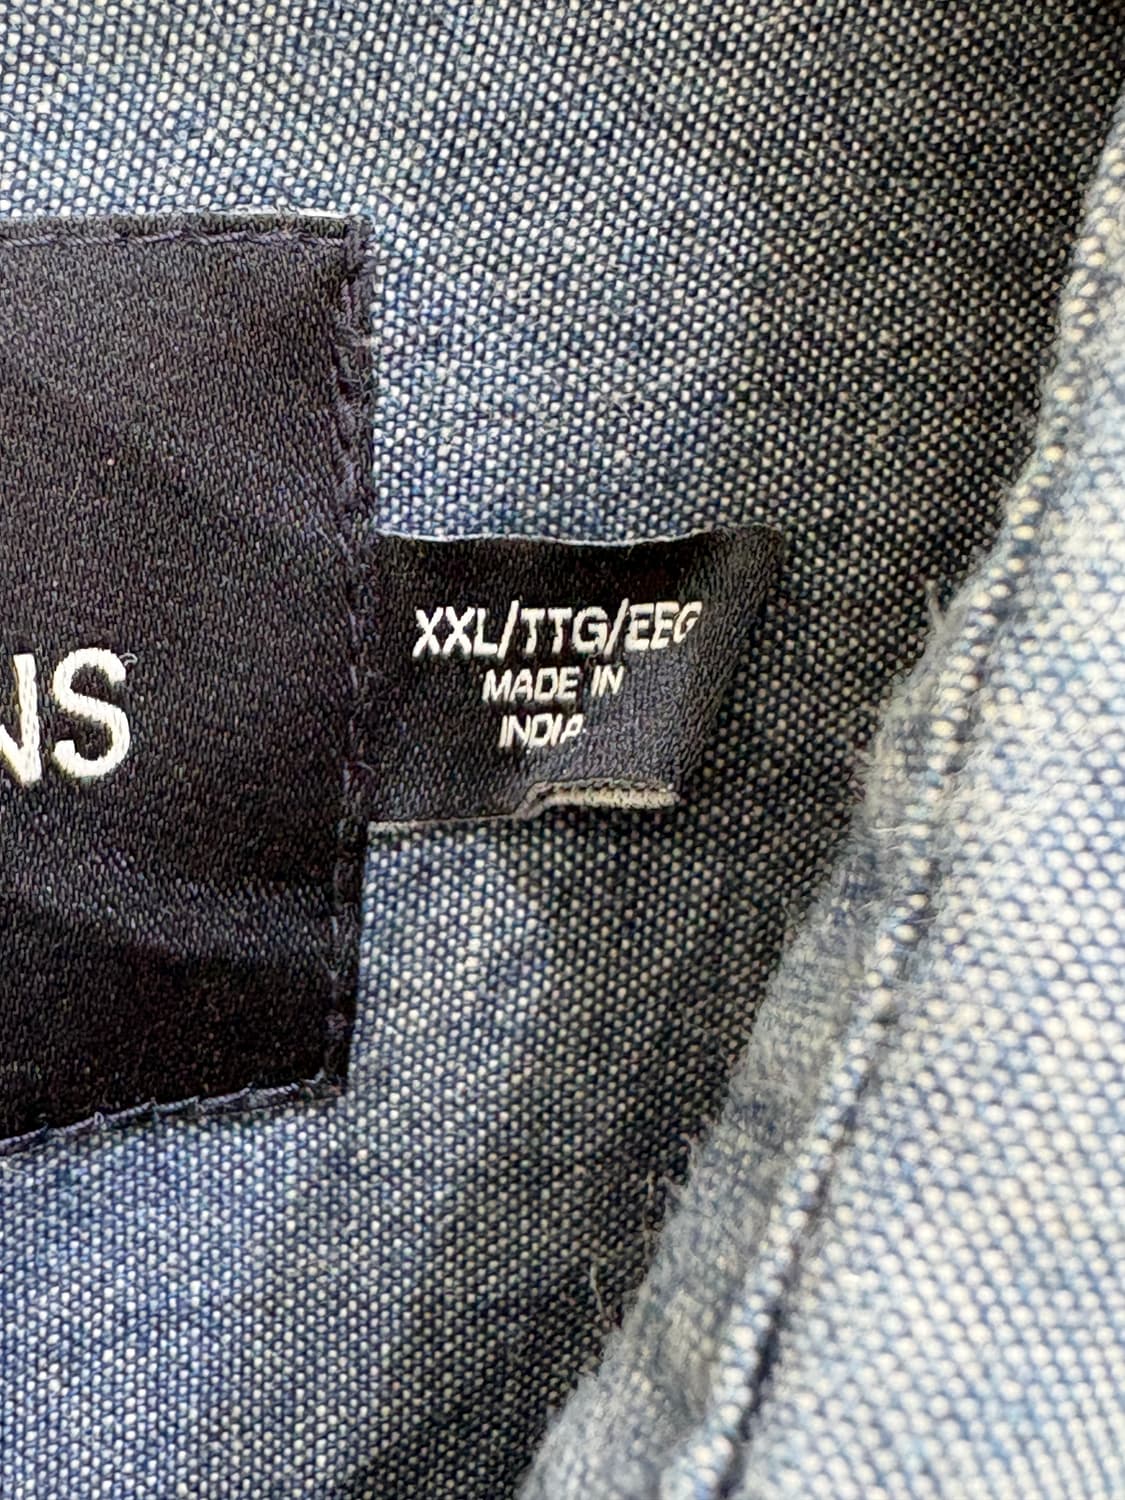 NS
XXL/TTG/EEG
MADE IN
INDIA